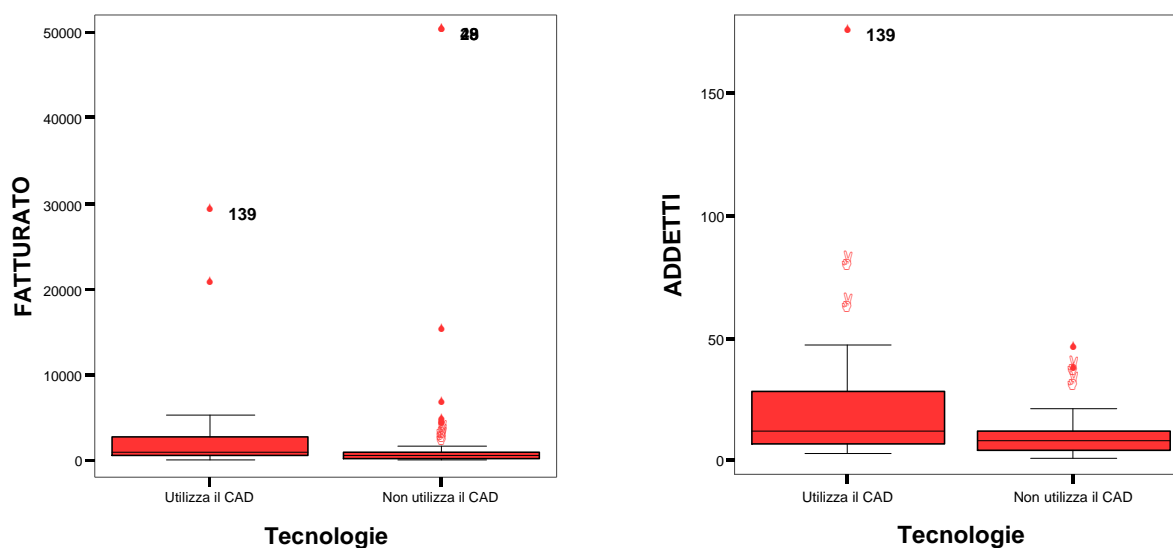 50000
40000
30000
20000
10000
0
FATTURATO
139
Utilizza il CAD
Non utilizza il CAD
Tecnologie
150
100
50
0
ADDETTI
139
Utilizza il CAD
Non utilizza il CAD
Tecnologie